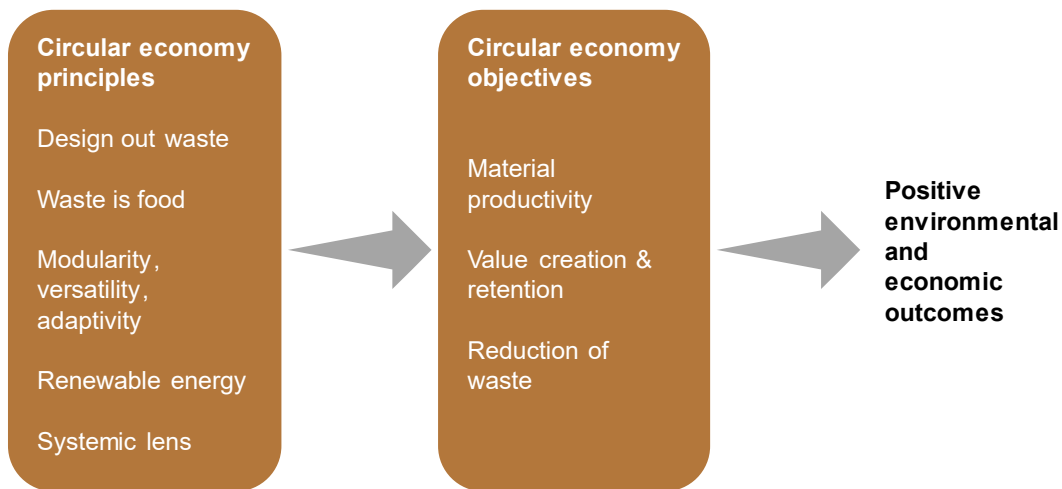 Circular economy
principles
Design out waste
Waste is food
Modularity,
versatility,
adaptivity
Renewable energy
Systemic lens
Circular economy
objectives
Material
productivity
Value creation &
retention
Reduction of
waste
Positive
environmental
and
economic
outcomes